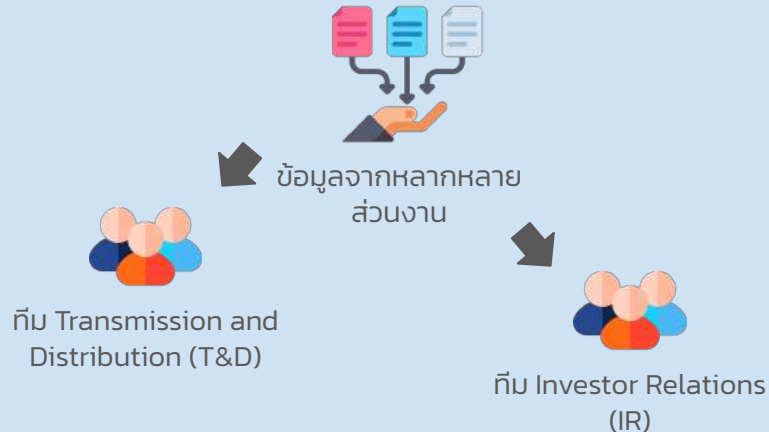 ข้อมูลจากหลากหลาย
ส่วนงาน
ทีม Transmission and
Distribution (T&D)
ทีม Investor Relations
(IR)